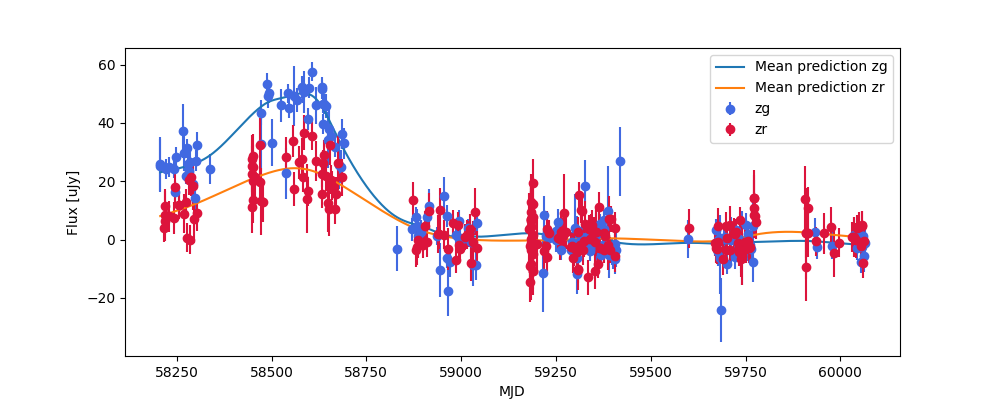 60
40
20
0
−20
Flux [uJy]
58250 58500 58750 59000 59250 59500 59750 60000
MJD
Mean prediction zg
Mean prediction zr
zg
zr